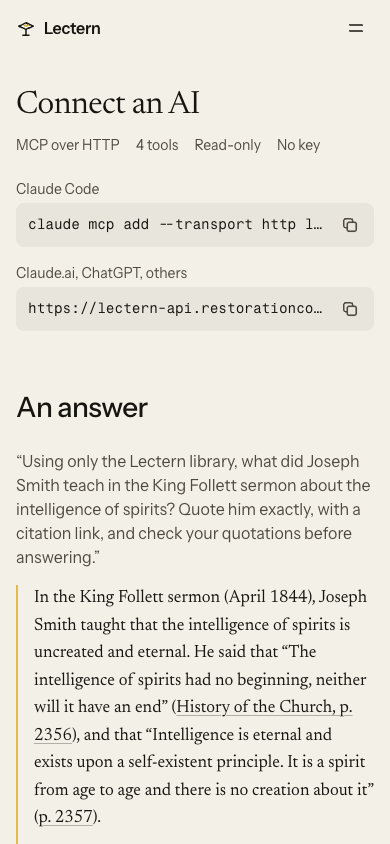 Lectern
Connect an AI
MCP over HTTP 4 tools Read-only No key
Claude Code
claude mcp add --transport http l…
Claude.ai, ChatGPT, others
https://lectern-api.restorationco…
An answer
“Using only the Lectern library, what did Joseph
Smith teach in the King Follett sermon about the
intelligence of spirits? Quote him exactly, with a
citation link, and check your quotations before
answering.”
In the King Follett sermon (April 1844), Joseph
Smith taught that the intelligence of spirits is
uncreated and eternal. He said that “The
intelligence of spirits had no beginning, neither
will it have an end” (History of the Church, p.
2356), and that “Intelligence is eternal and
exists upon a self-existent principle. It is a spirit
from age to age and there is no creation about it”
(p. 2357).